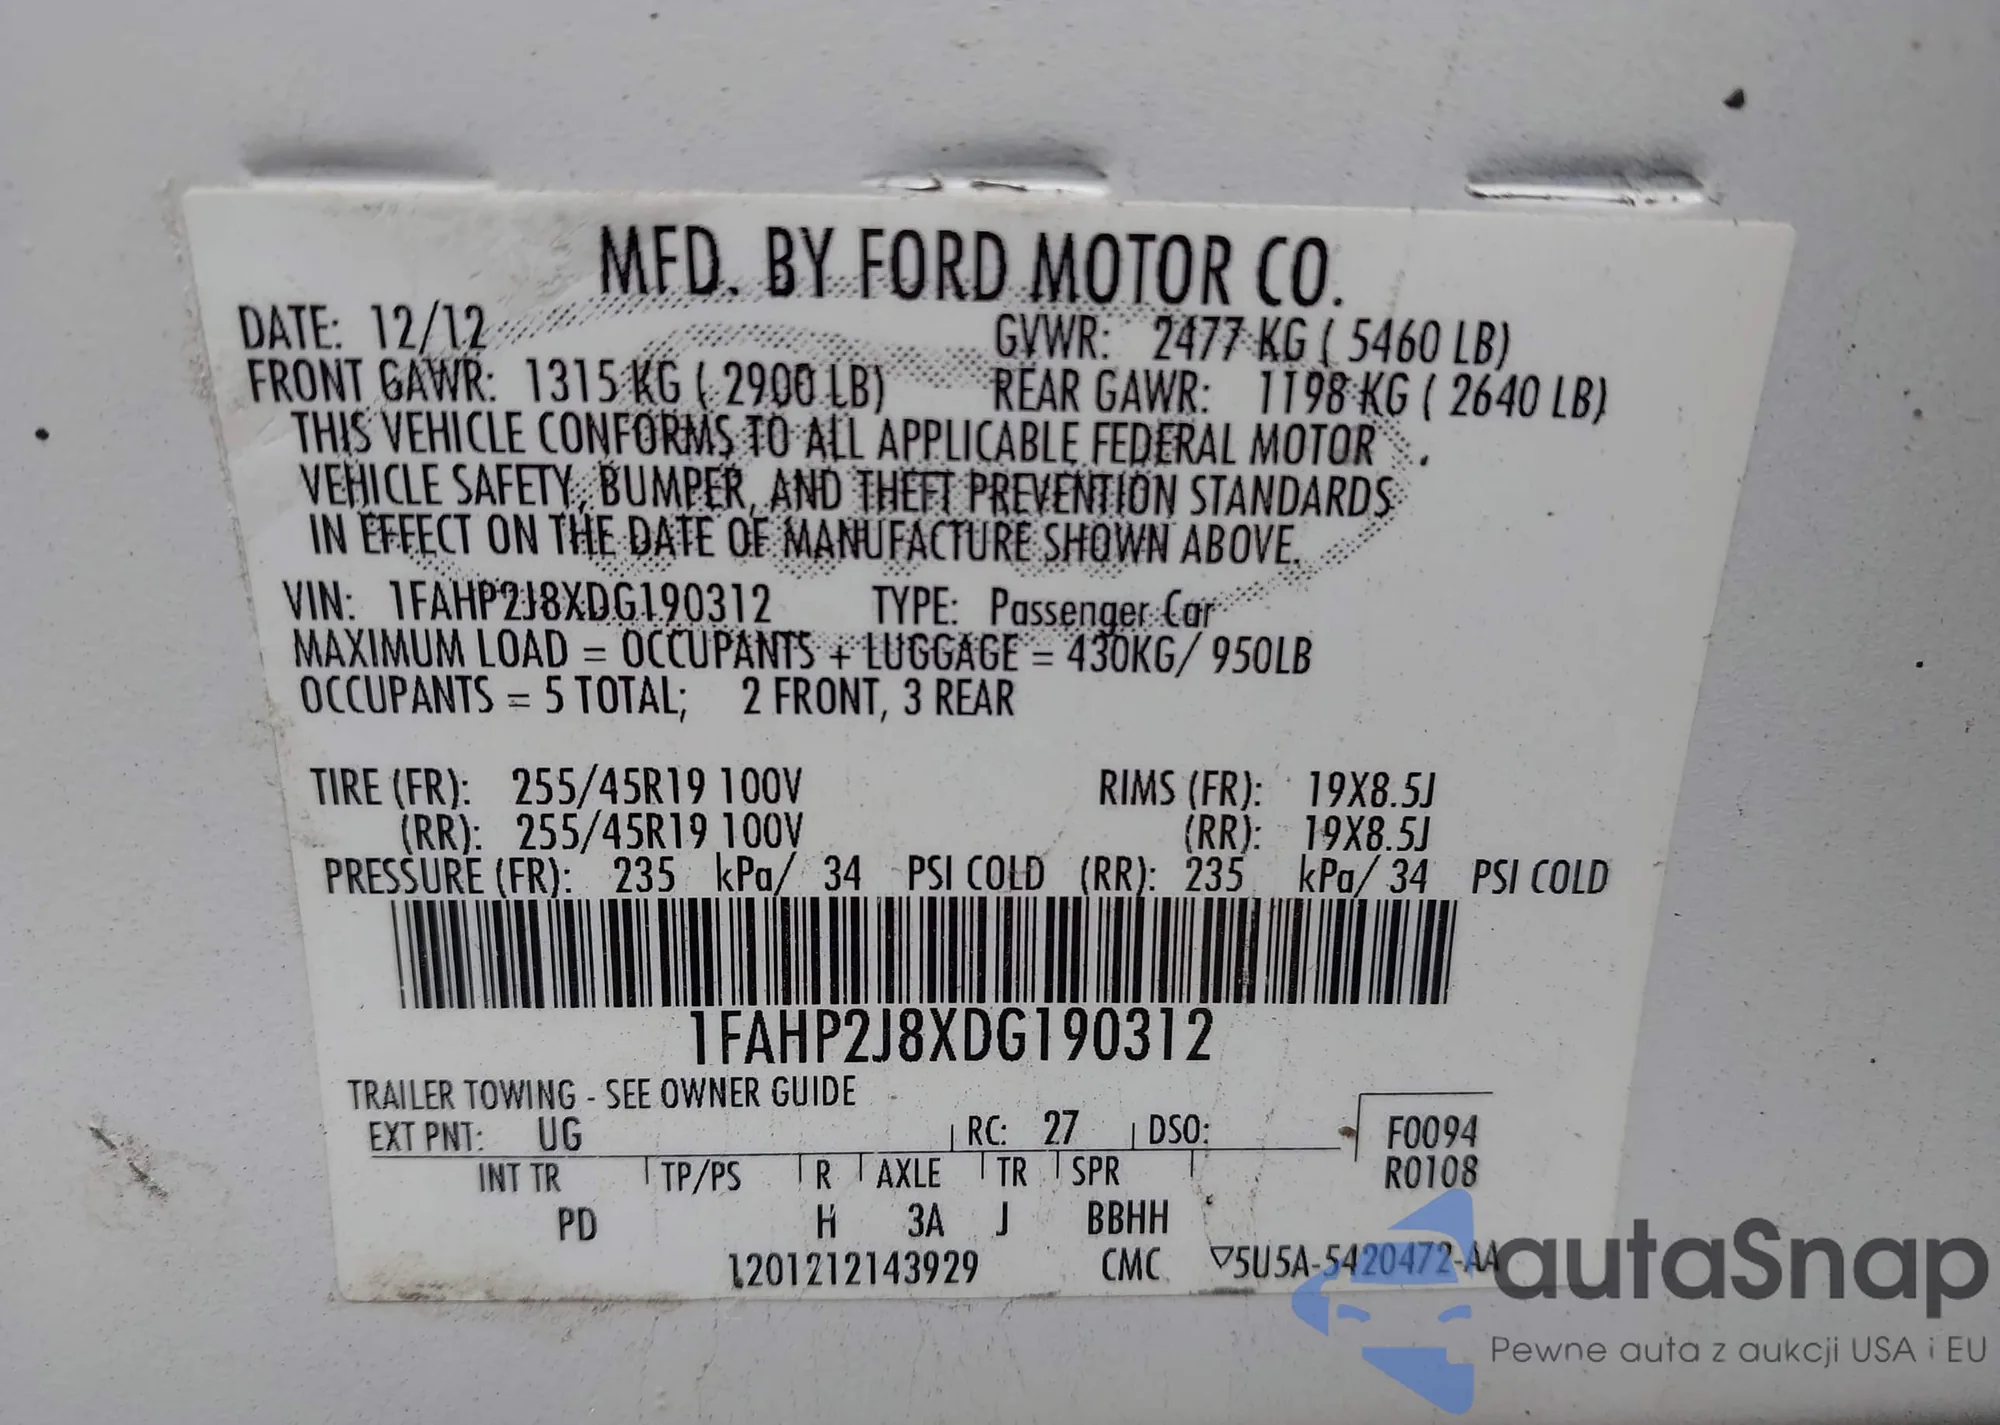 MFD. BY FORD MOTOR CO.
DATE: 12/12 GVWR: 2477 KG ( 5460 LB)
FRONT GAWR: 1315 KG ( 2900 LB) REAR GAWR: 1198 KG ( 2640 LB)
THIS VEHICLE CONFORMS TO ALL APPLICABLE FEDERAL MOTOR
VEHICLE SAFETY, BUMPER, AND THEFT PREVENTION STANDARDS
IN EFFECT ON THE DATE OF MANUFACTURE SHOWN ABOVE.
VIN: 1FAHP2J8XDG190312 TYPE: Passenger Car
MAXIMUM LOAD = OCCUPANTS + LUGGAGE = 430KG/ 950LB
OCCUPANTS = 5 TOTAL; 2 FRONT, 3 REAR
TIRE (FR): 255/45R19 100V RIMS (FR): 19X8.5J
(RR): 255/45R19 100V (RR): 19X8.5J
PRESSURE (FR): 235 kPa/ 34 PSI COLD (RR): 235 kPa/ 34 PSI COLD
1FAHP2J8XDG190312
TRAILER TOWING - SEE OWNER GUIDE
EXT PNT: UG RC: 27 DSO: F0094
INT TR TP/PS R AXLE TR SPR R0108
PD H 3A J BBHH
1201212143929 CMC ▽5U5A-5420472-AA
autaSnap
Pewne auta z aukcji USA i EU